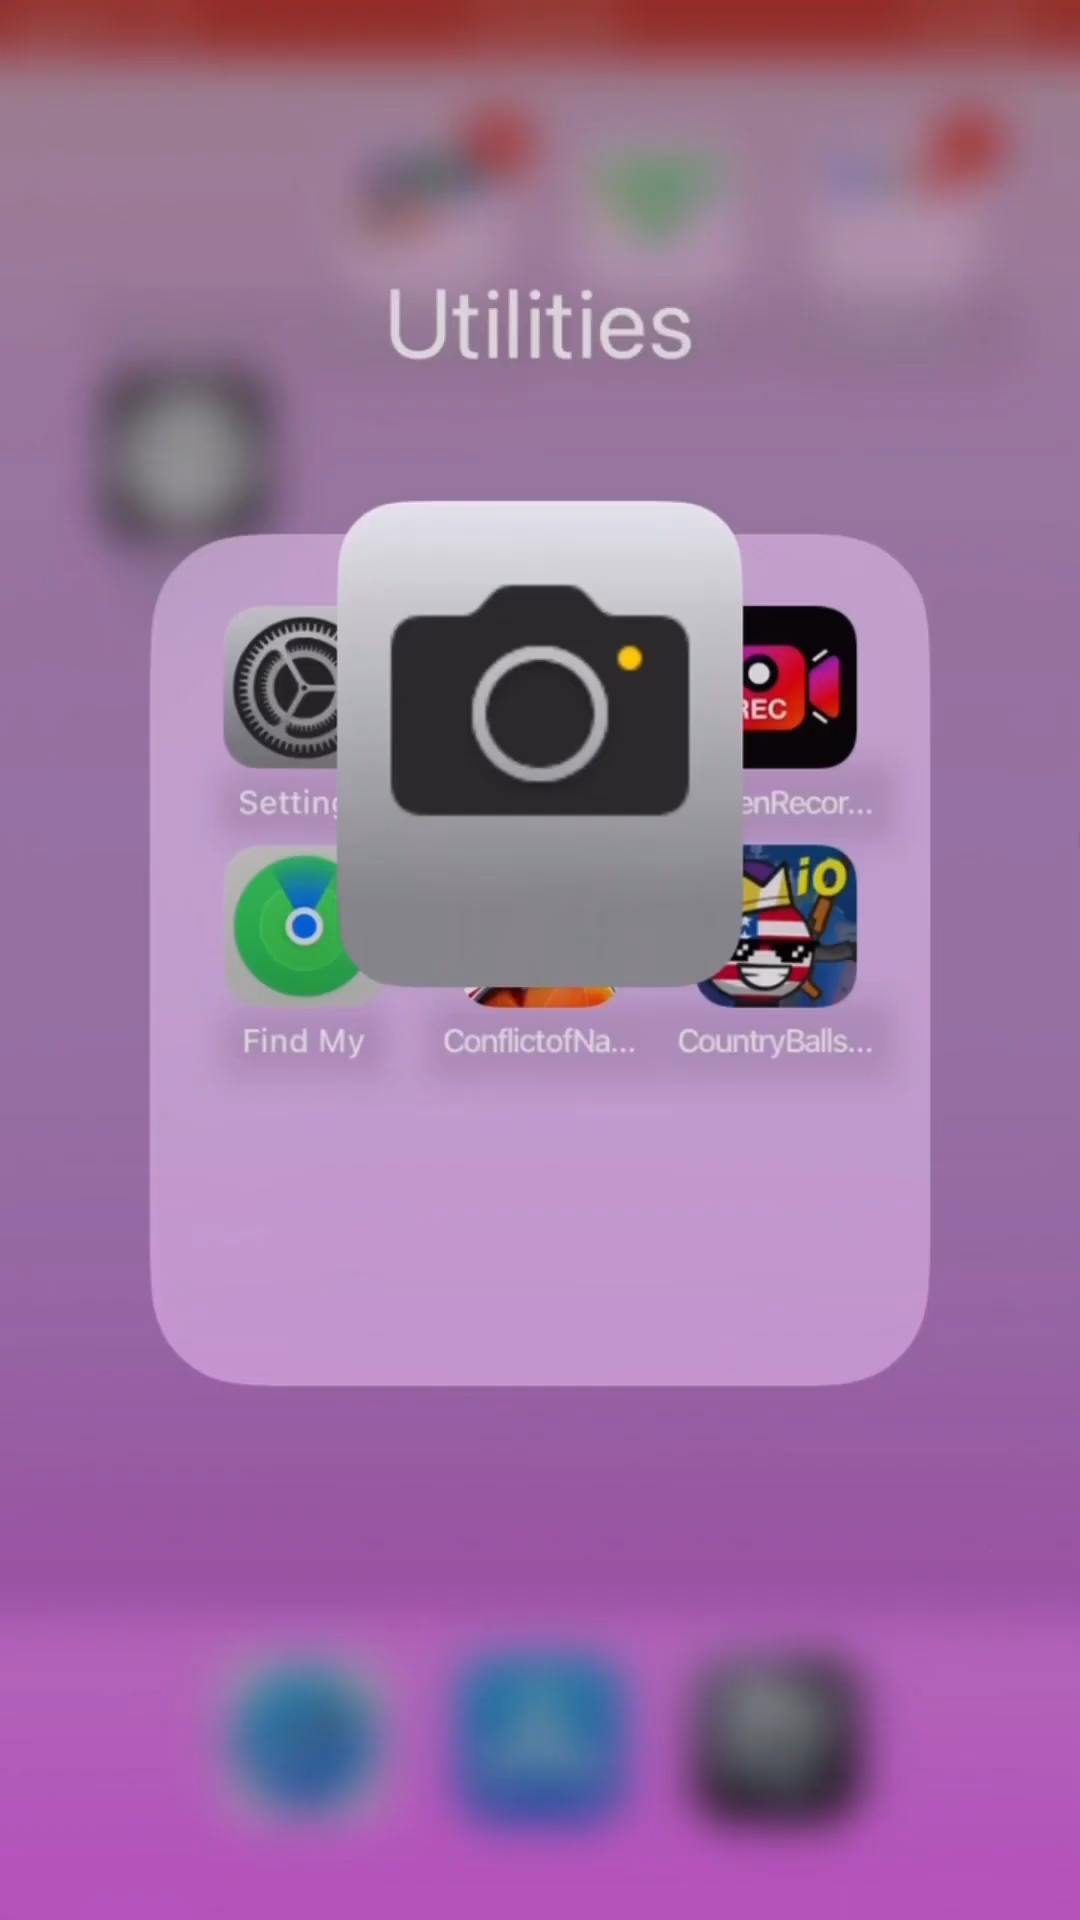 Utilities
REC
Setting
enRecor...
iO
Find My
ConflictofNa...
CountryBalls...